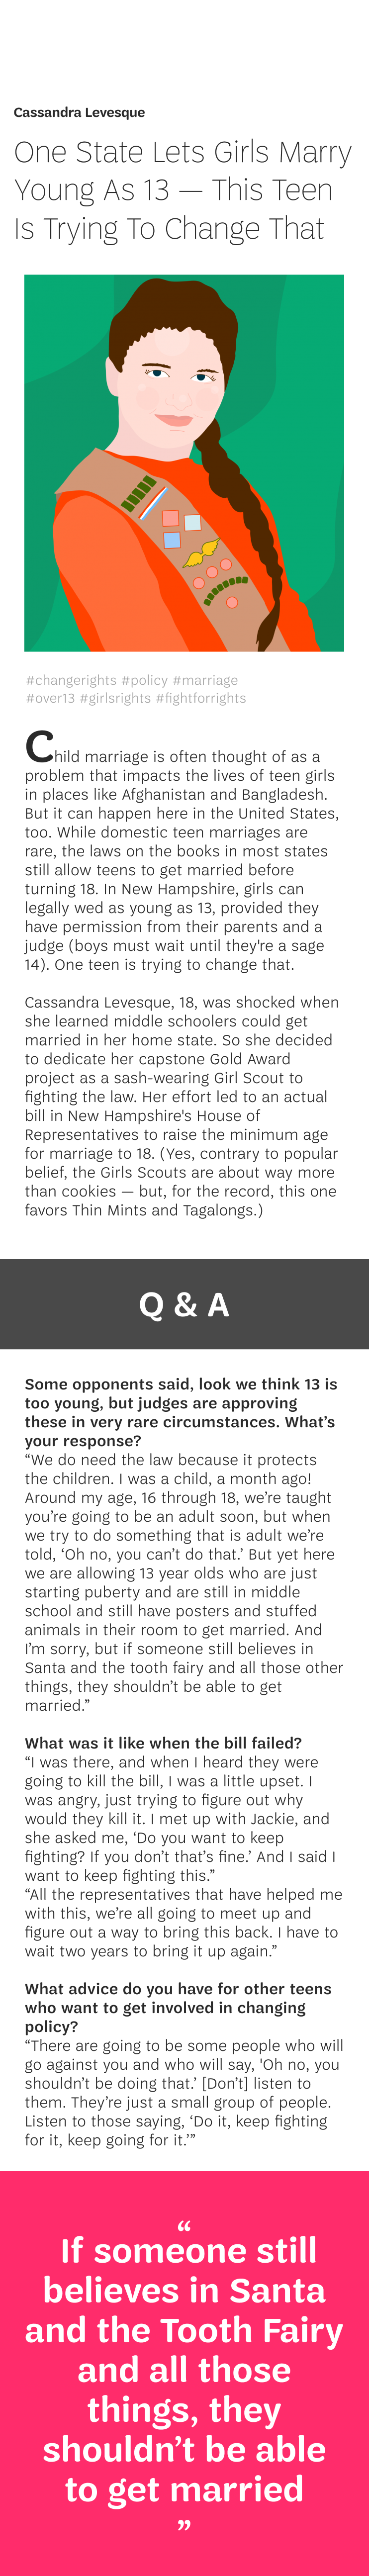 Cassandra Levesque
One State Lets Girls Marry
Young As 13 — This Teen
Is Trying To Change That
#changerights #policy #marriage
#over13 #girlsrights #fightforrights
Child marriage is often thought of as a
problem that impacts the lives of teen girls
in places like Afghanistan and Bangladesh.
But it can happen here in the United States,
too. While domestic teen marriages are
rare, the laws on the books in most states
still allow teens to get married before
turning 18. In New Hampshire, girls can
legally wed as young as 13, provided they
have permission from their parents and a
judge (boys must wait until they're a sage
14). One teen is trying to change that.
Cassandra Levesque, 18, was shocked when
she learned middle schoolers could get
married in her home state. So she decided
to dedicate her capstone Gold Award
project as a sash-wearing Girl Scout to
fighting the law. Her effort led to an actual
bill in New Hampshire's House of
Representatives to raise the minimum age
for marriage to 18. (Yes, contrary to popular
belief, the Girls Scouts are about way more
than cookies — but, for the record, this one
favors Thin Mints and Tagalongs.)
Q & A
Some opponents said, look we think 13 is
too young, but judges are approving
these in very rare circumstances. What’s
your response?
“We do need the law because it protects
the children. I was a child, a month ago!
Around my age, 16 through 18, we’re taught
you’re going to be an adult soon, but when
we try to do something that is adult we’re
told, ‘Oh no, you can’t do that.’ But yet here
we are allowing 13 year olds who are just
starting puberty and are still in middle
school and still have posters and stuffed
animals in their room to get married. And
I’m sorry, but if someone still believes in
Santa and the tooth fairy and all those other
things, they shouldn’t be able to get
married.”
What was it like when the bill failed?
“I was there, and when I heard they were
going to kill the bill, I was a little upset. I
was angry, just trying to figure out why
would they kill it. I met up with Jackie, and
she asked me, ‘Do you want to keep
fighting? If you don’t that’s fine.’ And I said I
want to keep fighting this.”
“All the representatives that have helped me
with this, we’re all going to meet up and
figure out a way to bring this back. I have to
wait two years to bring it up again.”
What advice do you have for other teens
who want to get involved in changing
policy?
“There are going to be some people who will
go against you and who will say, 'Oh no, you
shouldn’t be doing that.’ [Don’t] listen to
them. They’re just a small group of people.
Listen to those saying, ‘Do it, keep fighting
for it, keep going for it.’”
“
If someone still
believes in Santa
and the Tooth Fairy
and all those
things, they
shouldn’t be able
to get married
”